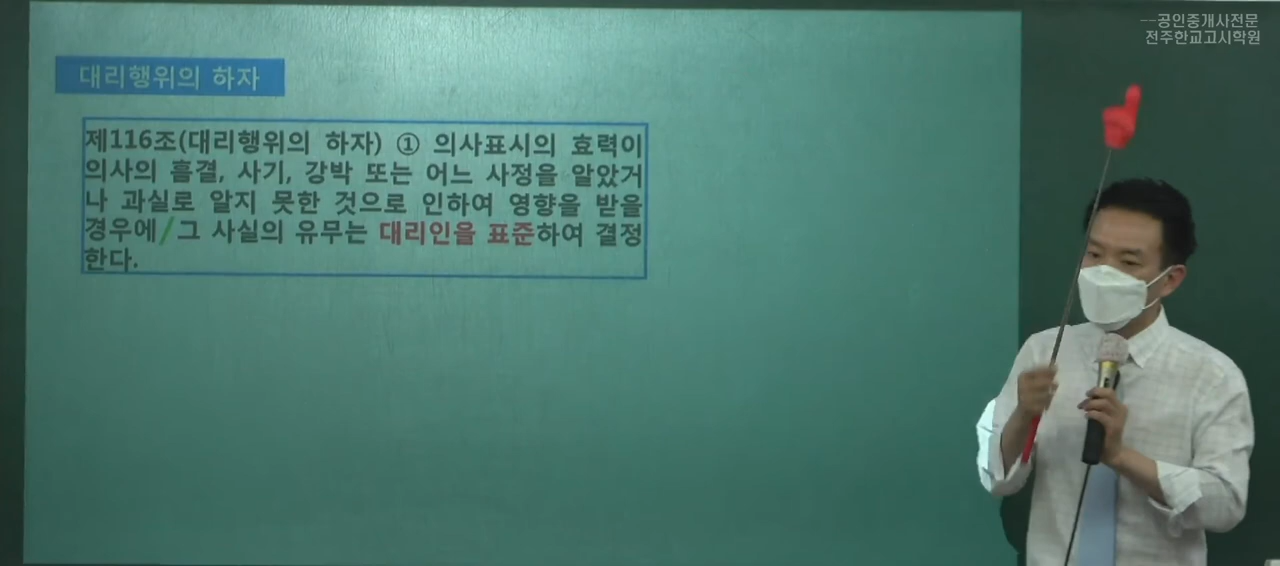 --공인중개사전문
전주한교고시학원
대리행위의 하자
제116조(대리행위의 하자) ① 의사표시의 효력이
의사의 흠결, 사기, 강박 또는 어느 사정을 알았거
나 과실로 알지 못한 것으로 인하여 영향을 받을
경우에/그 사실의 유무는 대리인을 표준하여 결정
한다.